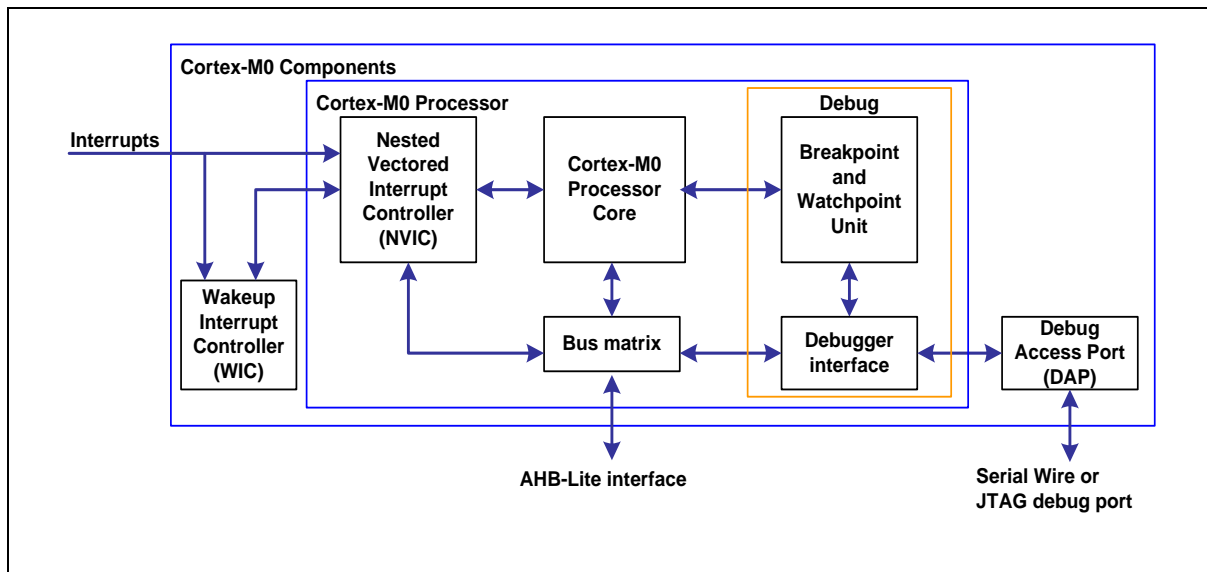 Cortex-M0 Components
Cortex-M0 Processor
Debug
Interrupts
Nested
Vectored
Interrupt
Controller
(NVIC)
Cortex-M0
Processor
Core
Breakpoint
and
Watchpoint
Unit
Wakeup
Interrupt
Controller
(WIC)
Bus matrix
Debugger
interface
Debug
Access Port
(DAP)
AHB-Lite interface
Serial Wire or
JTAG debug port